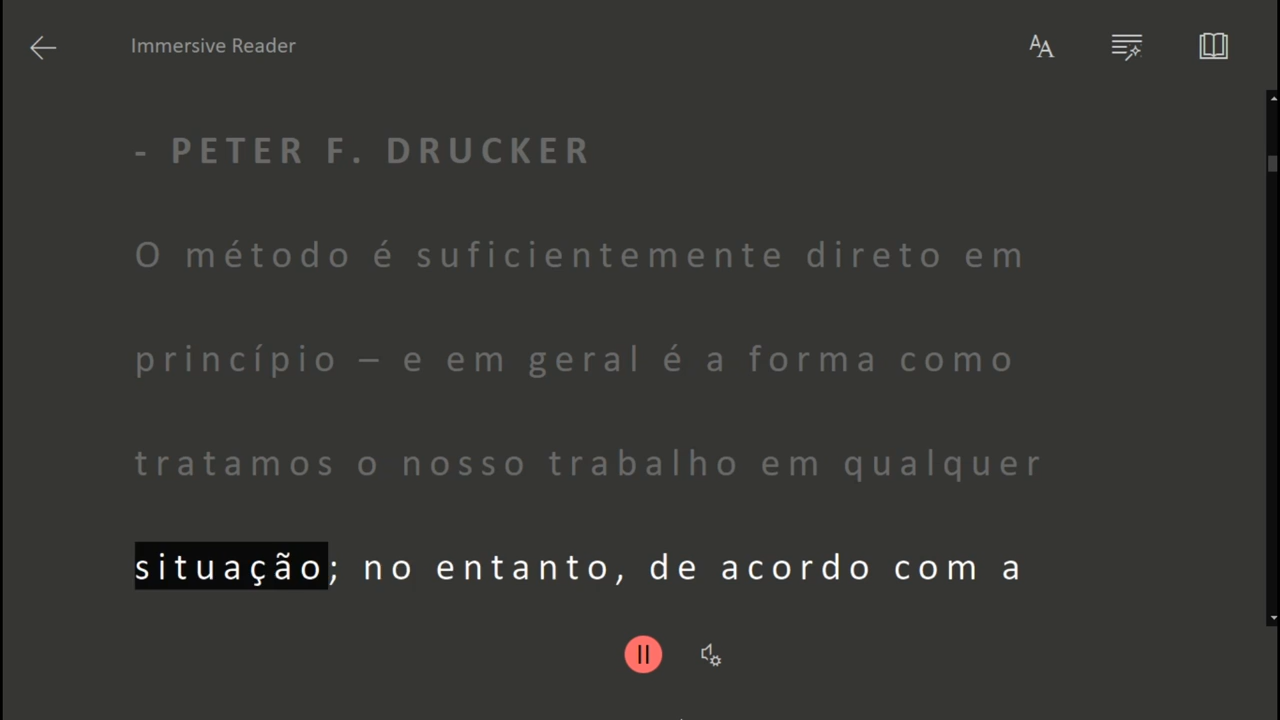 Immersive Reader
- PETER F. DRUCKER
O método é suficientemente direto em
princípio – e em geral é a forma como
tratamos o nosso trabalho em qualquer
situação; no entanto, de acordo com a